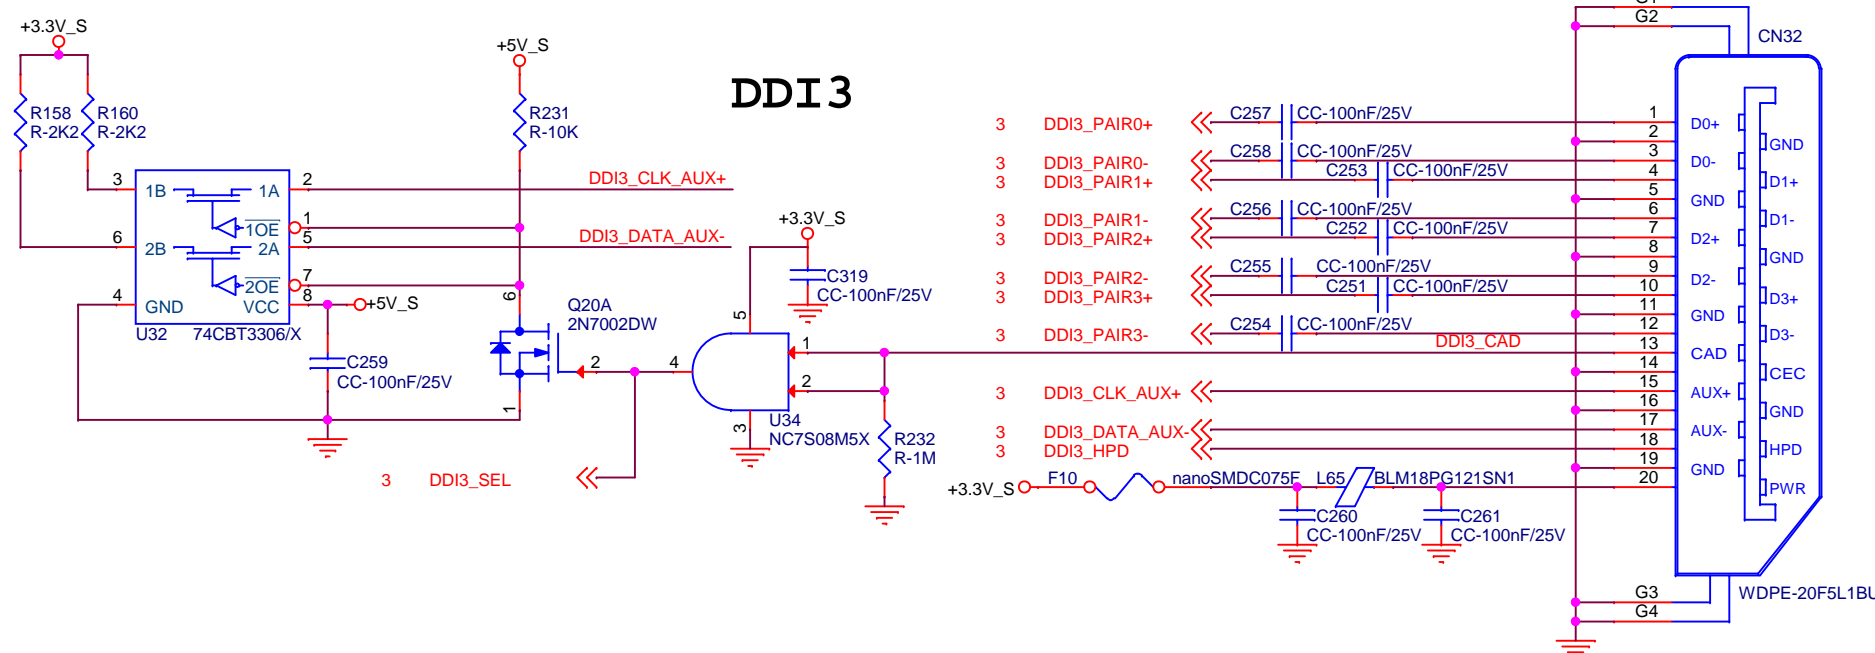 DDI3
+3.3V_S
R158
R-2K2
R160
R-2K2
+5V_S
R231
R-10K
3 1B 1A 2
DDI3_CLK_AUX+
1OE 1
6 2B 2A 5
DDI3_DATA_AUX-
2OE 7
4 GND VCC 8
+5V_S
U32 74CBT3306/X
C259
CC-100nF/25V
6
Q20A
2N7002DW
2
1
+3.3V_S
C319
CC-100nF/25V
5
4
1
2
3
U34
NC7S08M5X
R232
R-1M
3 DDI3_SEL
3 DDI3_PAIR0+ C257 CC-100nF/25V
3 DDI3_PAIR0- C258 CC-100nF/25V
3 DDI3_PAIR1+ C253 CC-100nF/25V
3 DDI3_PAIR1- C256 CC-100nF/25V
3 DDI3_PAIR2+ C252 CC-100nF/25V
3 DDI3_PAIR2- C255 CC-100nF/25V
3 DDI3_PAIR3+ C251 CC-100nF/25V
3 DDI3_PAIR3- C254 CC-100nF/25V
DDI3_CAD
3 DDI3_CLK_AUX+
3 DDI3_DATA_AUX-
3 DDI3_HPD
+3.3V_S F10 nanoSMDC075F L65 BLM18PG121SN1
C260
CC-100nF/25V
C261
CC-100nF/25V
G2
CN32
1 D0+
2 GND
3 D0-
4 D1+
5 GND
6 D1-
7 D2+
8 GND
9 D2-
10 D3+
11 GND
12 D3-
13 CAD
14 CEC
15 AUX+
16 GND
17 AUX-
18 HPD
19 GND
20 PWR
G3
G4
WDPE-20F5L1BU